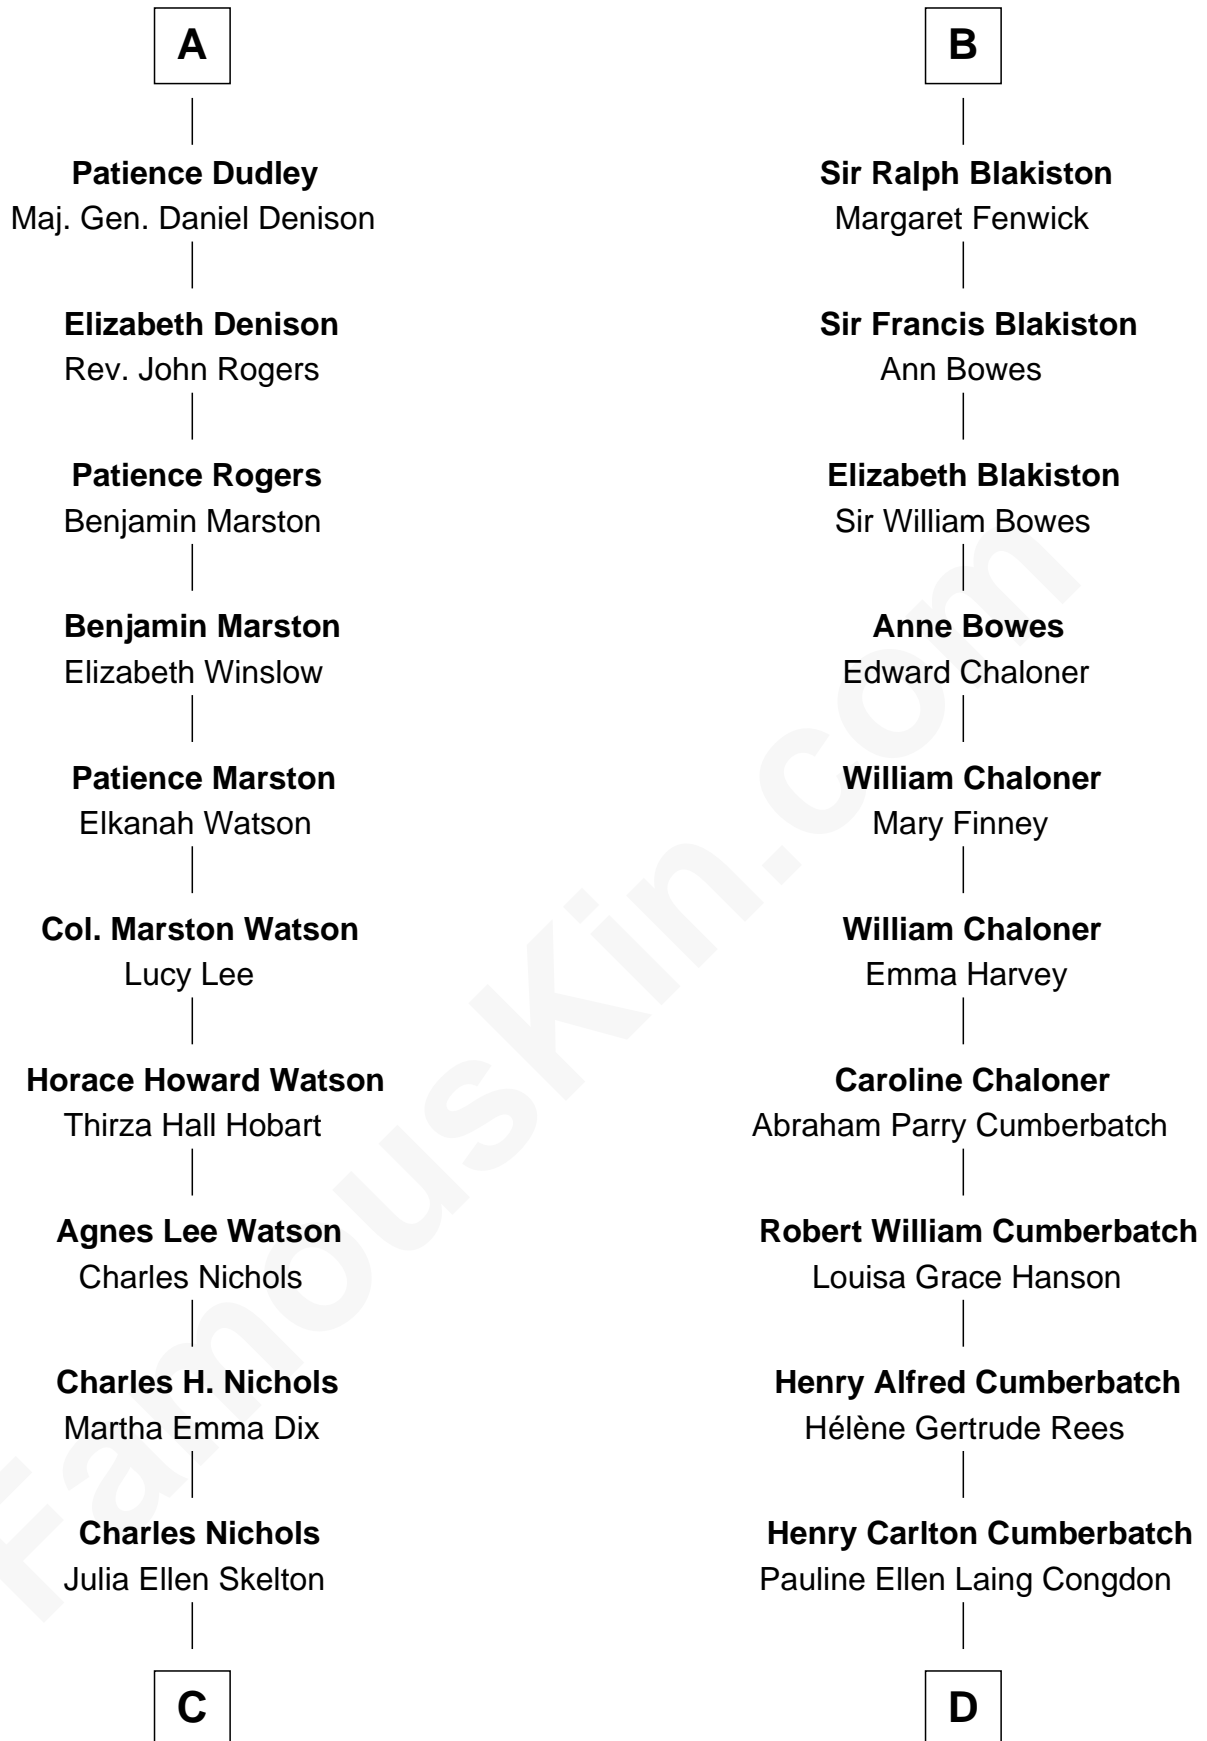 A
Patience Dudley
Maj. Gen. Daniel Denison
Elizabeth Denison
Rev. John Rogers
Patience Rogers
Benjamin Marston
Benjamin Marston
Elizabeth Winslow
Patience Marston
Elkanah Watson
Col. Marston Watson
Lucy Lee
Horace Howard Watson
Thirza Hall Hobart
Agnes Lee Watson
Charles Nichols
Charles H. Nichols
Martha Emma Dix
Charles Nichols
Julia Ellen Skelton
C
B
Sir Ralph Blakiston
Margaret Fenwick
Sir Francis Blakiston
Ann Bowes
Elizabeth Blakiston
Sir William Bowes
Anne Bowes
Edward Chaloner
William Chaloner
Mary Finney
William Chaloner
Emma Harvey
Caroline Chaloner
Abraham Parry Cumberbatch
Robert William Cumberbatch
Louisa Grace Hanson
Henry Alfred Cumberbatch
Hélène Gertrude Rees
Henry Carlton Cumberbatch
Pauline Ellen Laing Congdon
D
FamousKin.com